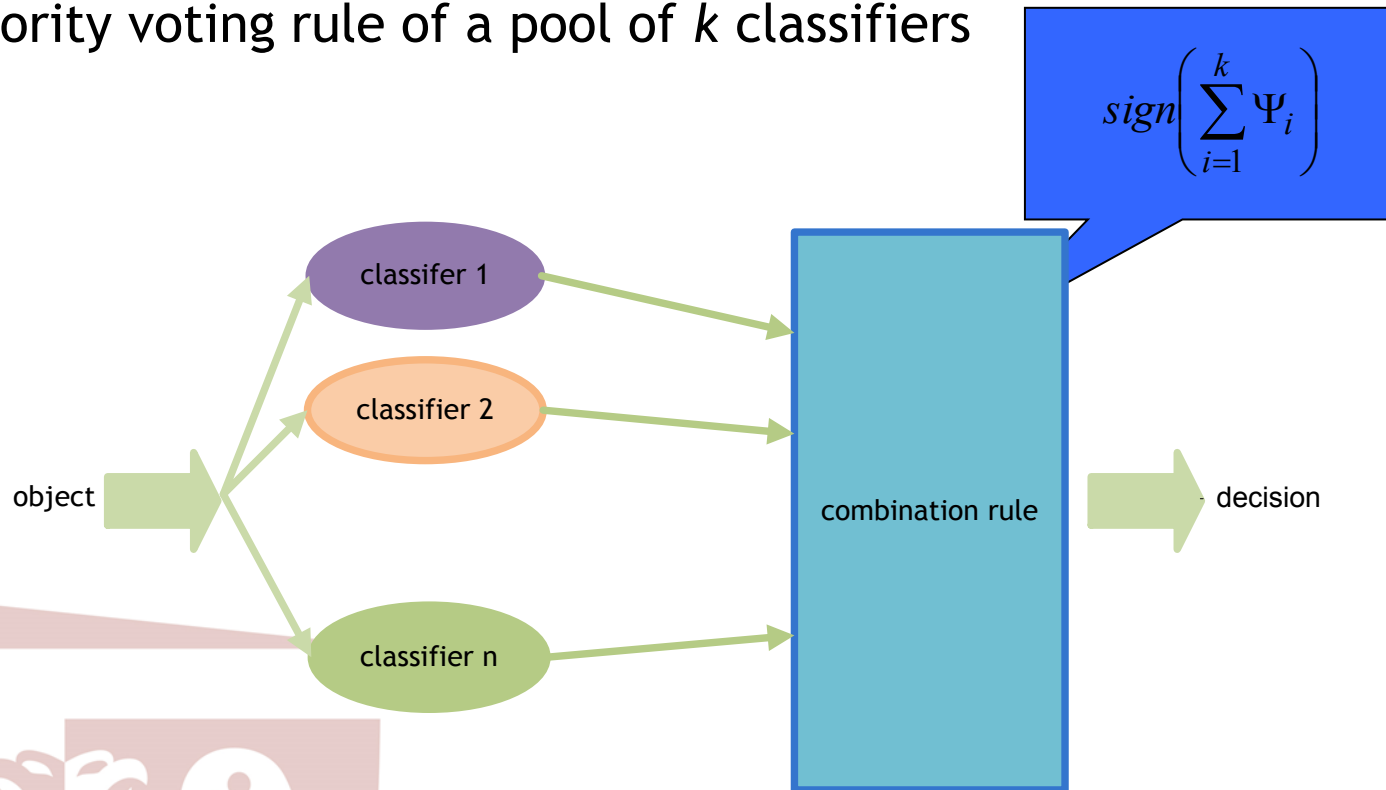 ority voting rule of a pool of k classifiers
sign(∑_{i=1}^{k} Ψ_i)
classifer 1
classifier 2
object
combination rule
decision
classifier n